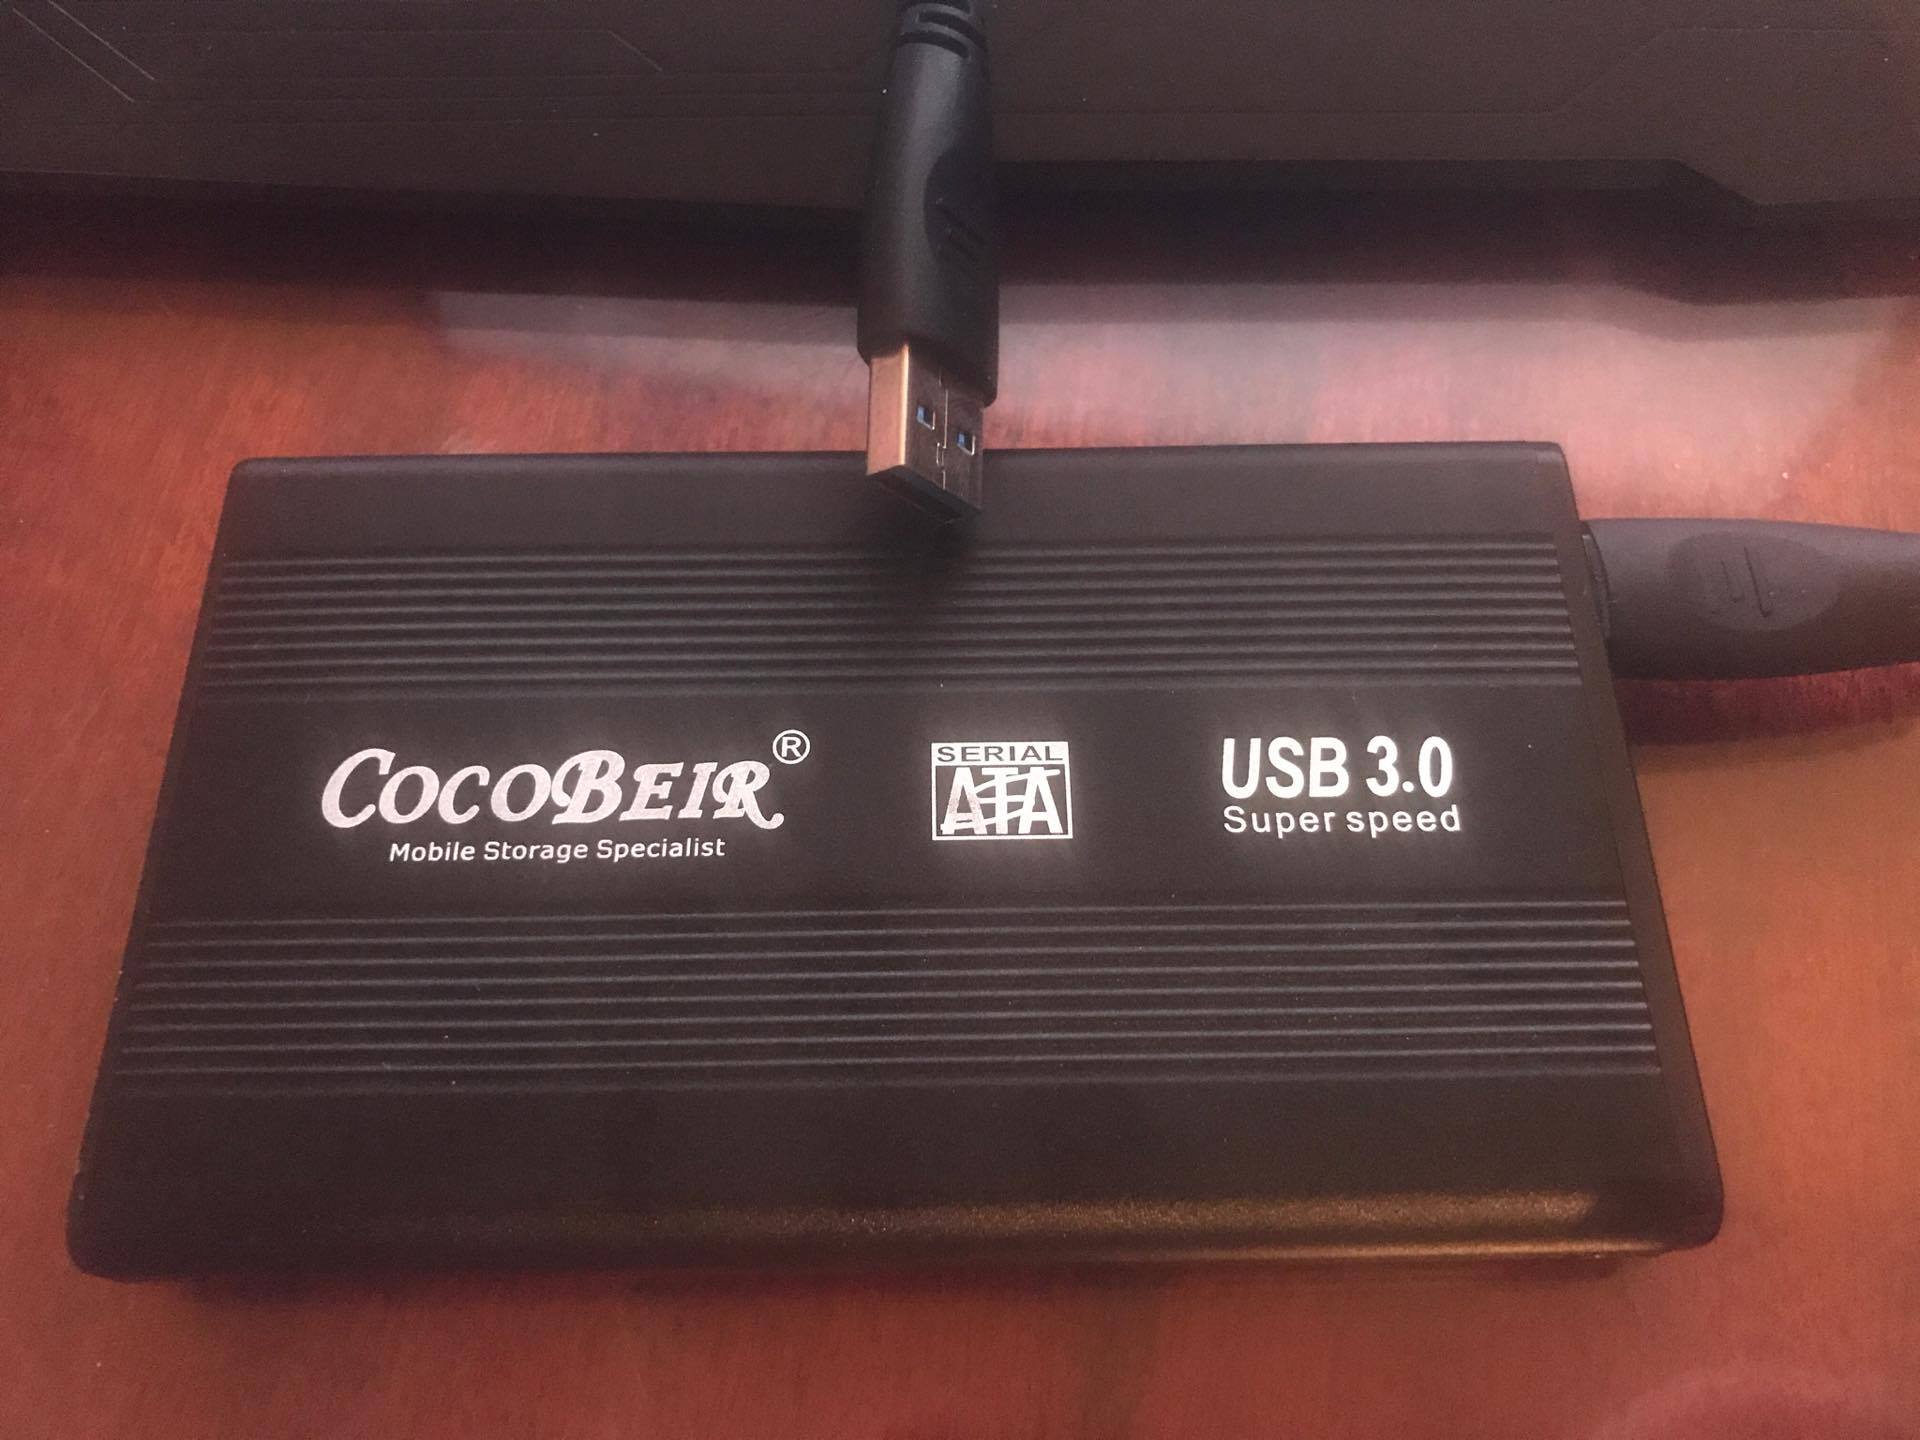 COCOBEIR®
Mobile Storage Specialist
SERIAL
ATA
USB 3.0
Super speed